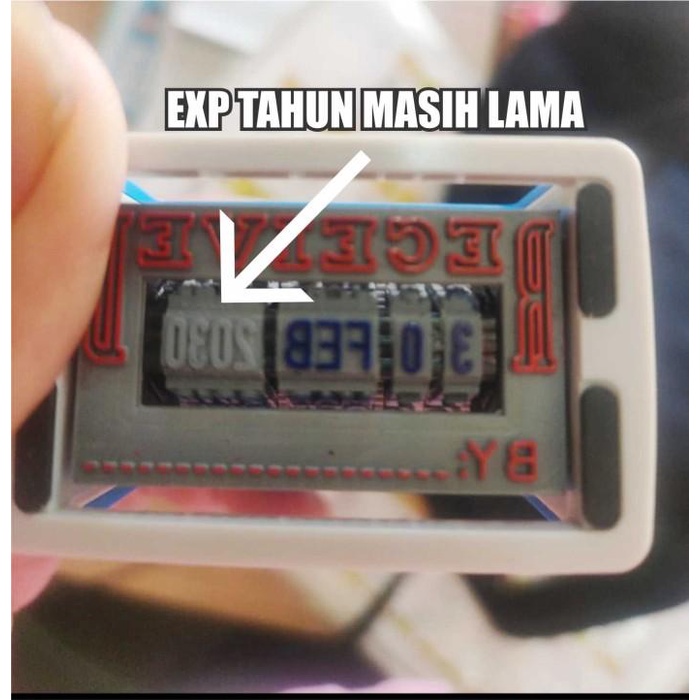 EXP TAHUN MASIH LAMA
RECEIVED
30 FEB 2030
BY: